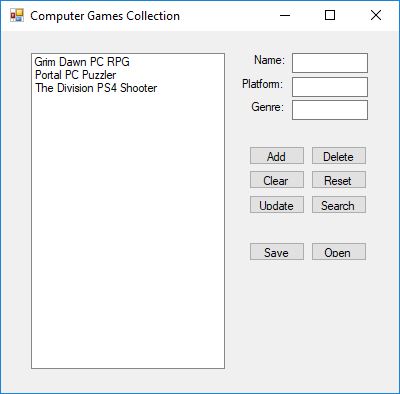 Computer Games Collection
Grim Dawn PC RPG
Portal PC Puzzler
The Division PS4 Shooter
Name:
Platform:
Genre:
Add Delete
Clear Reset
Update Search
Save Open